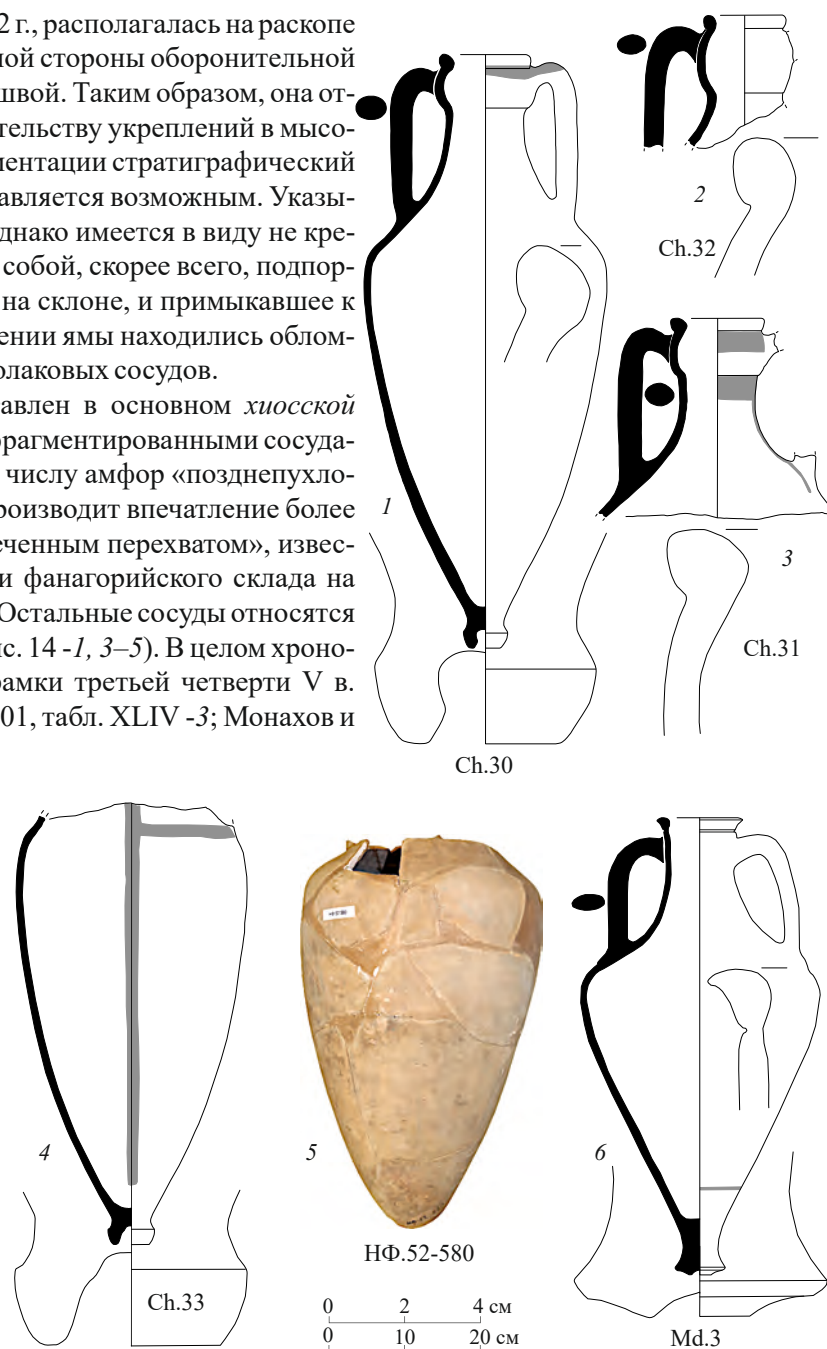 2 г., располагалась на раскопе
ной стороны оборонительной
швой. Таким образом, она от-
тельству укреплений в мысо-
ментации стратиграфический
авляется возможным. Указы-
днако имеется в виду не кре-
собой, скорее всего, подпор-
на склоне, и примыкавшее к
ении ямы находились облом-
олаковых сосудов.
авлен в основном хиосской
рагментированными сосуда-
числу амфор «позднепухло-
роизводит впечатление более
еченным перехватом», извес-
и фанагорийского склада на
Остальные сосуды относятся
ис. 14 -1, 3–5). В целом хроно-
рамки третьей четверти V в.
01, табл. XLIV -3; Монахов и
1
Ch.30
2
Ch.32
3
Ch.31
4
Ch.33
5
НФ.52-580
0 2 4 см
0 10 20 см
6
Md.3